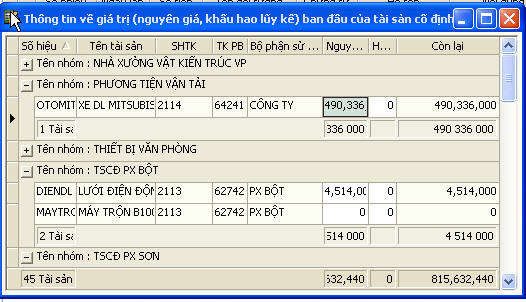 Thông tin về giá trị (nguyên giá, khấu hao lũy kế) ban đầu của tài sản cố định
Số hiệu Tên tài sản SHTK TK PB Bộ phận sử ... Nguy... H... Còn lại
Tên nhóm : NHÀ XƯỞNG VẬT KIẾN TRÚC VP
Tên nhóm : PHƯƠNG TIỆN VẬN TẢI
OTOMIT XE DL MITSUBIS 2114 64241 CÔNG TY 490,336, 0 490,336,000
1 Tài sả 336 000 490 336 000
Tên nhóm : THIẾT BỊ VĂN PHÒNG
Tên nhóm : TSCĐ PX BỘT
DIENDL LƯỚI ĐIỆN ĐỘN 2113 62742 PX BỘT 4,514,00 0 4,514,000
MAYTRO MÁY TRỘN B100 2113 62742 PX BỘT 0 0 0
2 Tài sả 514 000 4 514 000
Tên nhóm : TSCĐ PX SƠN
45 Tài sản 632,440 0 815,632,440